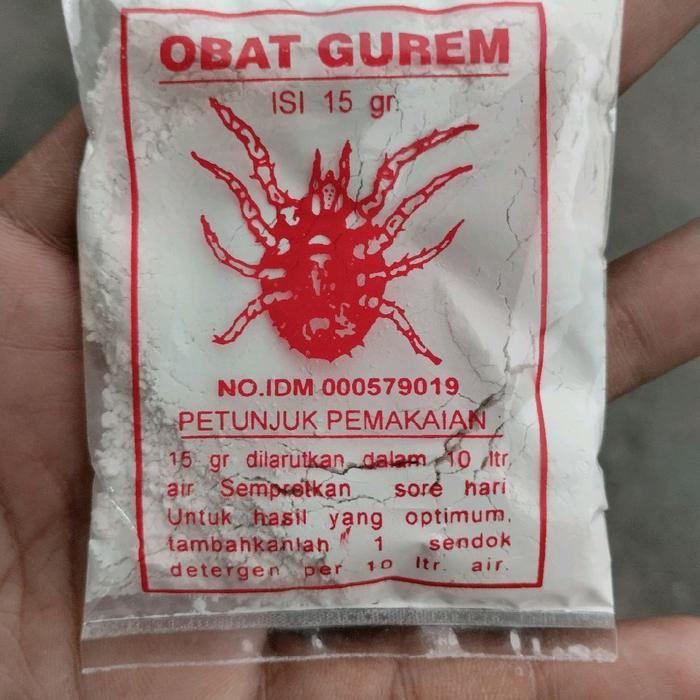 OBAT GUREM
ISI 15 gr.
NO.IDM 000579019
PETUNJUK PEMAKAIAN
15 gr dilarutkan dalam 10 ltr
air Semprotkan sore hari
Untuk hasil yang optimum,
tambahkanlah 1 sendok
detergen per 10 ltr. air.